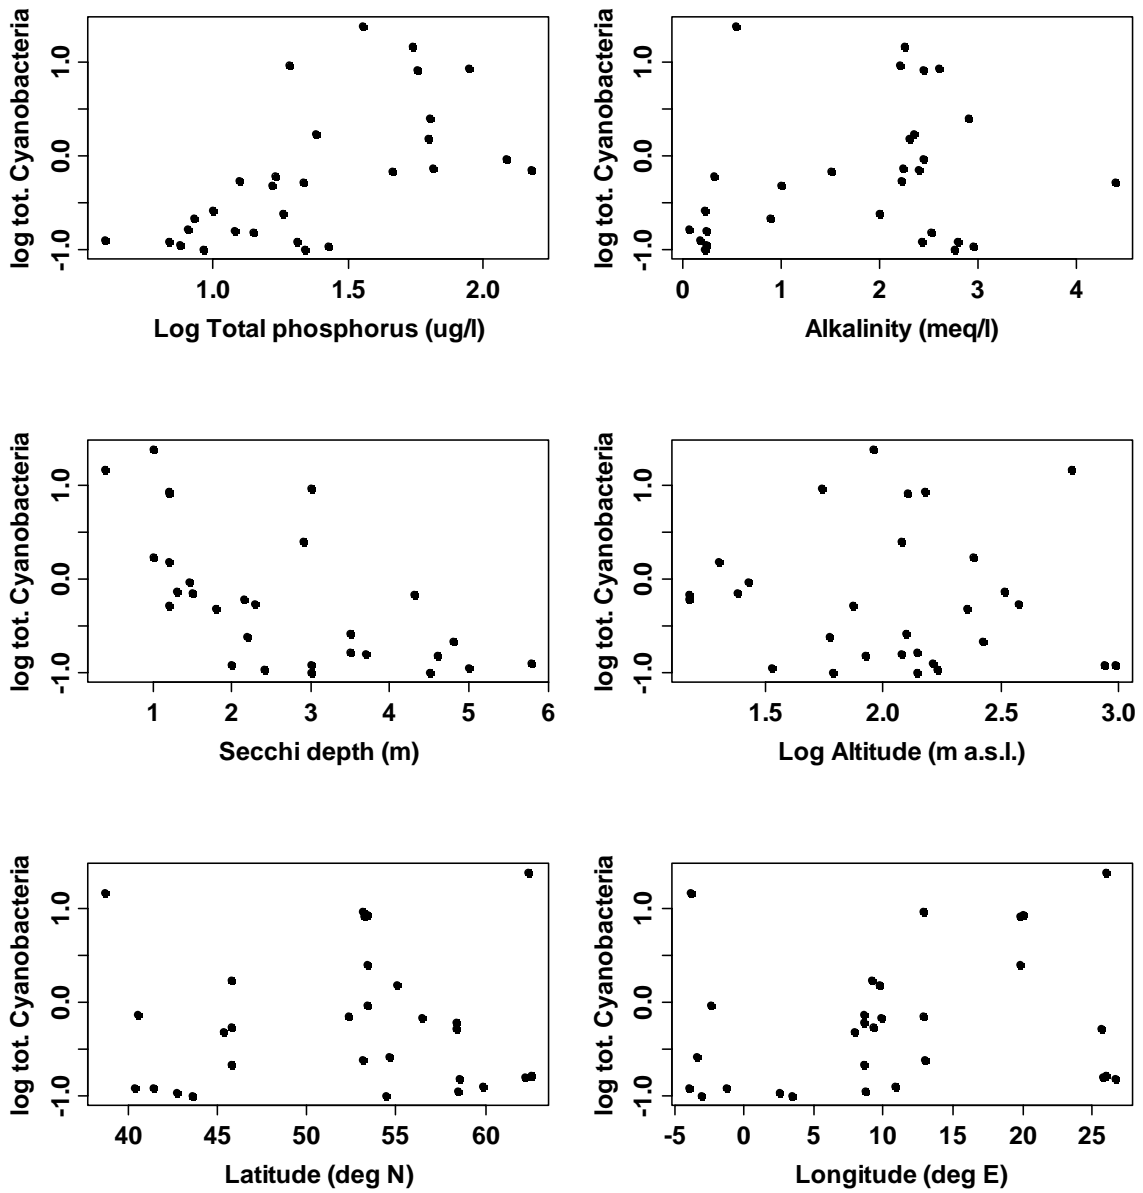 log tot. Cyanobacteria
1.0
0.0
-1.0
1.0 1.5 2.0
Log Total phosphorus (ug/l)
log tot. Cyanobacteria
1.0
0.0
-1.0
0 1 2 3 4
Alkalinity (meq/l)
log tot. Cyanobacteria
1.0
0.0
-1.0
1 2 3 4 5 6
Secchi depth (m)
log tot. Cyanobacteria
1.0
0.0
-1.0
1.5 2.0 2.5 3.0
Log Altitude (m a.s.l.)
log tot. Cyanobacteria
1.0
0.0
-1.0
40 45 50 55 60
Latitude (deg N)
log tot. Cyanobacteria
1.0
0.0
-1.0
-5 0 5 10 15 20 25
Longitude (deg E)